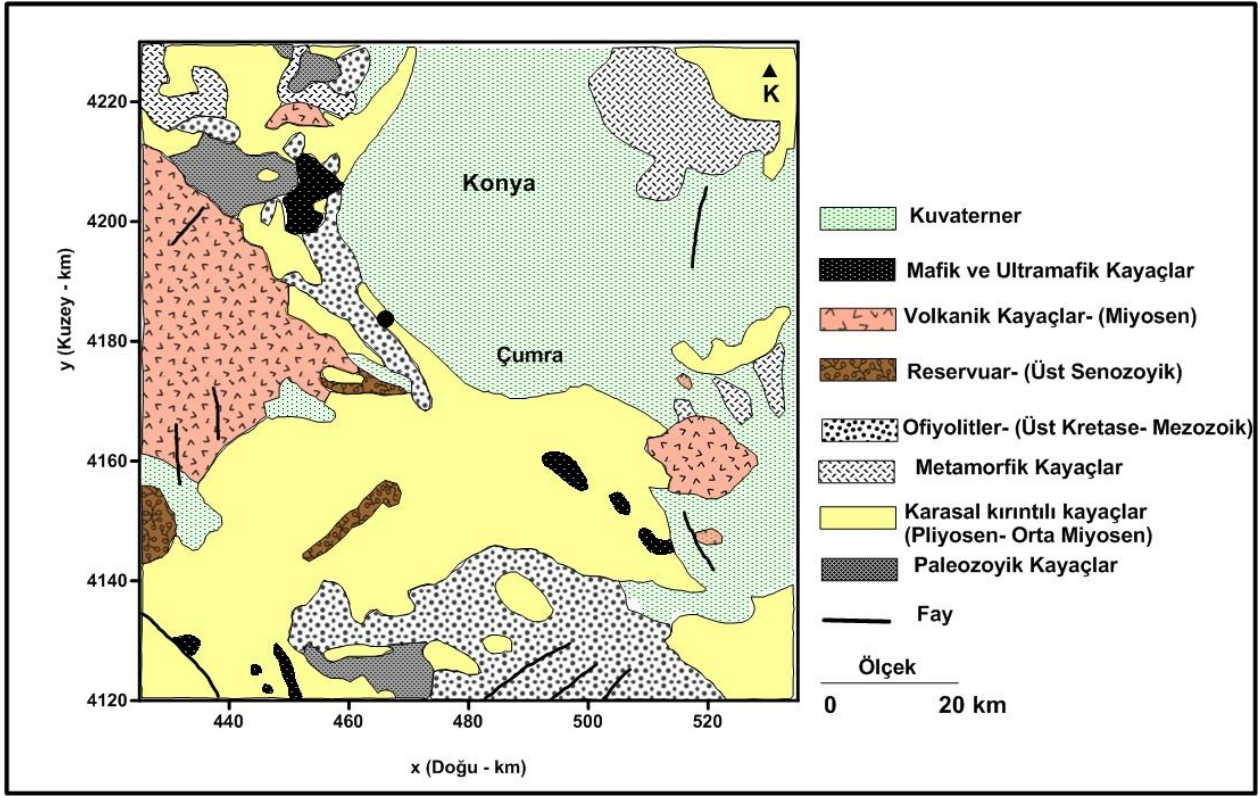 4220
4200
4180
4160
4140
4120
y (Kuzey - km)
440
460
480
500
520
x (Doğu - km)
K
Konya
Çumra
Kuvaterner
Mafik ve Ultramafik Kayaçlar
Volkanik Kayaçlar- (Miyosen)
Reservuar- (Üst Senozoyik)
Ofiyolitler- (Üst Kretase- Mezozoik)
Metamorfik Kayaçlar
Karasal kırıntılı kayaçlar
(Pliyosen- Orta Miyosen)
Paleozoyik Kayaçlar
Fay
Ölçek
0 20 km